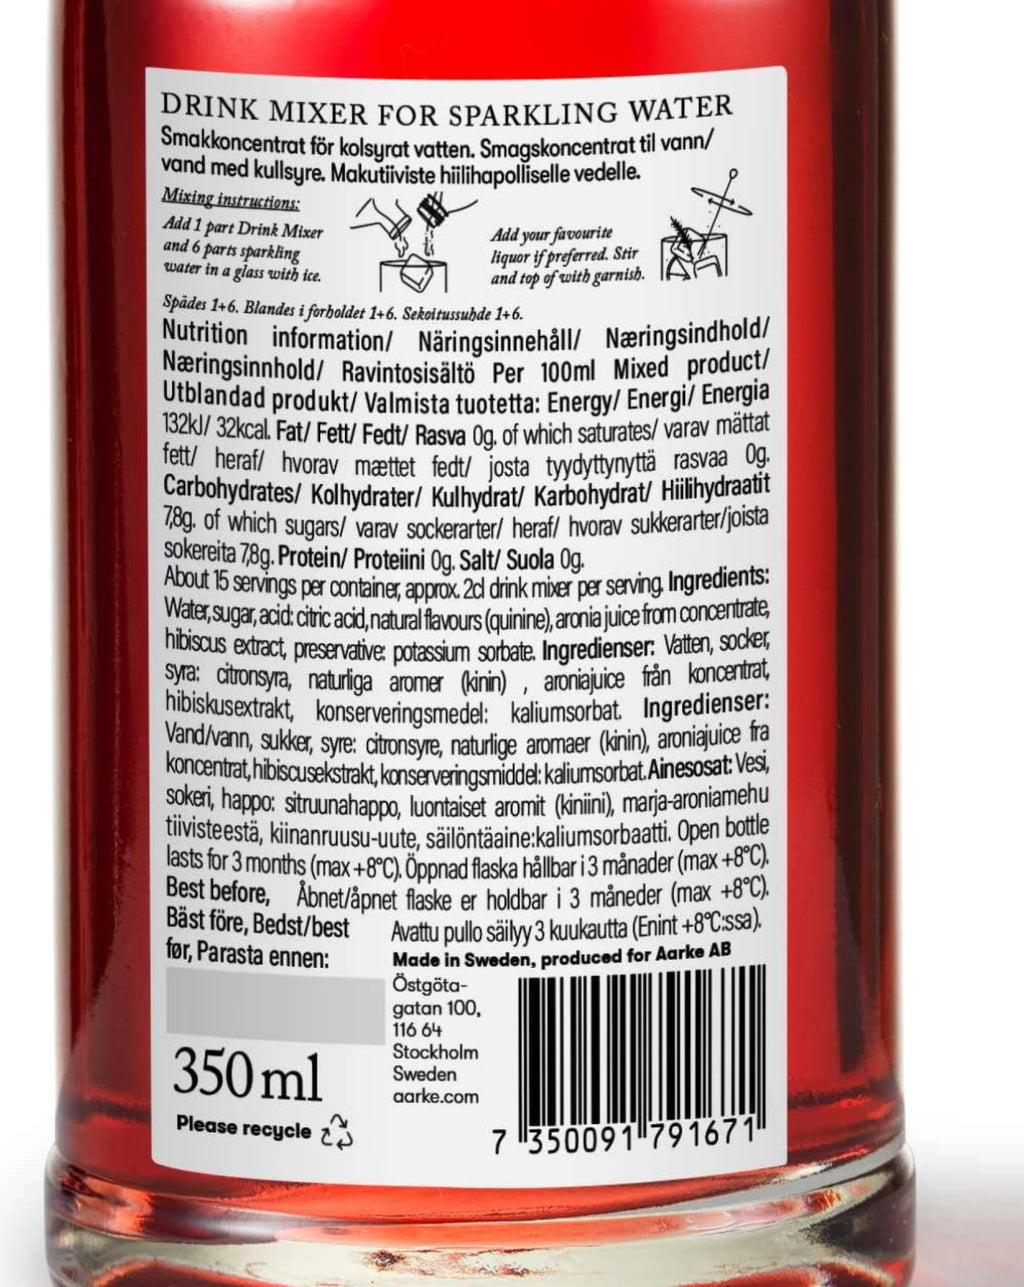 DRINK MIXER FOR SPARKLING WATER
Smakkoncentrat för kolsyrat vatten. Smagskoncentrat til vann/
vand med kullsyre. Makutiiviste hiilihapolliselle vedelle.
Mixing instructions:
Add 1 part Drink Mixer
and 6 parts sparkling
water in a glass with ice.
Add your favourite
liquor if preferred. Stir
and top of with garnish.
Spädes 1+6. Blandes i forholdet 1+6. Sekoitussuhde 1+6.
Nutrition information/ Näringsinnehåll/ Næringsindhold/
Næringsinnhold/ Ravintosisältö Per 100ml Mixed product/
Utblandad produkt/ Valmista tuotetta: Energy/ Energi/ Energia
132kJ/ 32kcal. Fat/ Fett/ Fedt/ Rasva 0g. of which saturates/ varav mättat
fett/ heraf/ hvorav mættet fedt/ josta tyydyttynyttä rasvaa 0g.
Carbohydrates/ Kolhydrater/ Kulhydrat/ Karbohydrat/ Hiilihydraatit
7,8g. of which sugars/ varav sockerarter/ heraf/ hvorav sukkerarter/joista
sokereita 7,8g. Protein/ Proteiini 0g. Salt/ Suola 0g.
About 15 servings per container, approx. 2cl drink mixer per serving. Ingredients:
Water, sugar, acid: citric acid, natural flavours (quinine), aronia juice from concentrate,
hibiscus extract, preservative: potassium sorbate. Ingredienser: Vatten, socker,
syra: citronsyra, naturliga aromer (kinin) , aroniajuice från koncentrat,
hibiskusextrakt, konserveringsmedel: kaliumsorbat. Ingredienser:
Vand/vann, sukker, syre: citronsyre, naturlige aromaer (kinin), aroniajuice fra
koncentrat, hibiscusekstrakt, konserveringsmiddel: kaliumsorbat. Ainesosat: Vesi,
sokeri, happo: sitruunahappo, luontaiset aromit (kiniini), marja-aroniamehu
tiivisteestä, kiinanruusu-uute, säilöntäaine:kaliumsorbaatti. Open bottle
lasts for 3 months (max +8°C). Öppnad flaska hållbar i 3 månader (max +8°C).
Best before, Åbnet/åpnet flaske er holdbar i 3 måneder (max +8°C).
Bäst före, Bedst/best
før, Parasta ennen:
Avattu pullo säilyy 3 kuukautta (Enint +8°C:ssa).
Made in Sweden, produced for Aarke AB
Östgöta-
gatan 100,
116 64
Stockholm
Sweden
aarke.com
350 ml
Please recycle
7 350091 791671